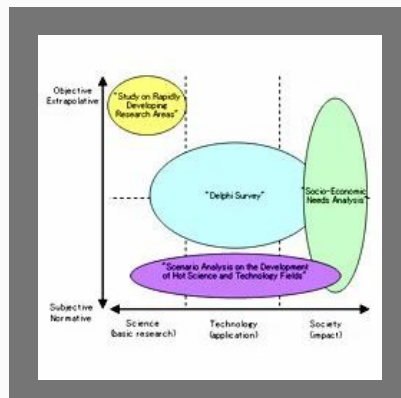 Objective
Extrapolative
"Study on Rapidly
Developing
Research Areas"
"Delphi Survey"
"Socio-Economic
Needs Analysis"
"Scenario Analysis on the Development
of Hot Science and Technology Fields"
Subjective
Normative
Science
(basic research)
Technology
(application)
Society
(impact)